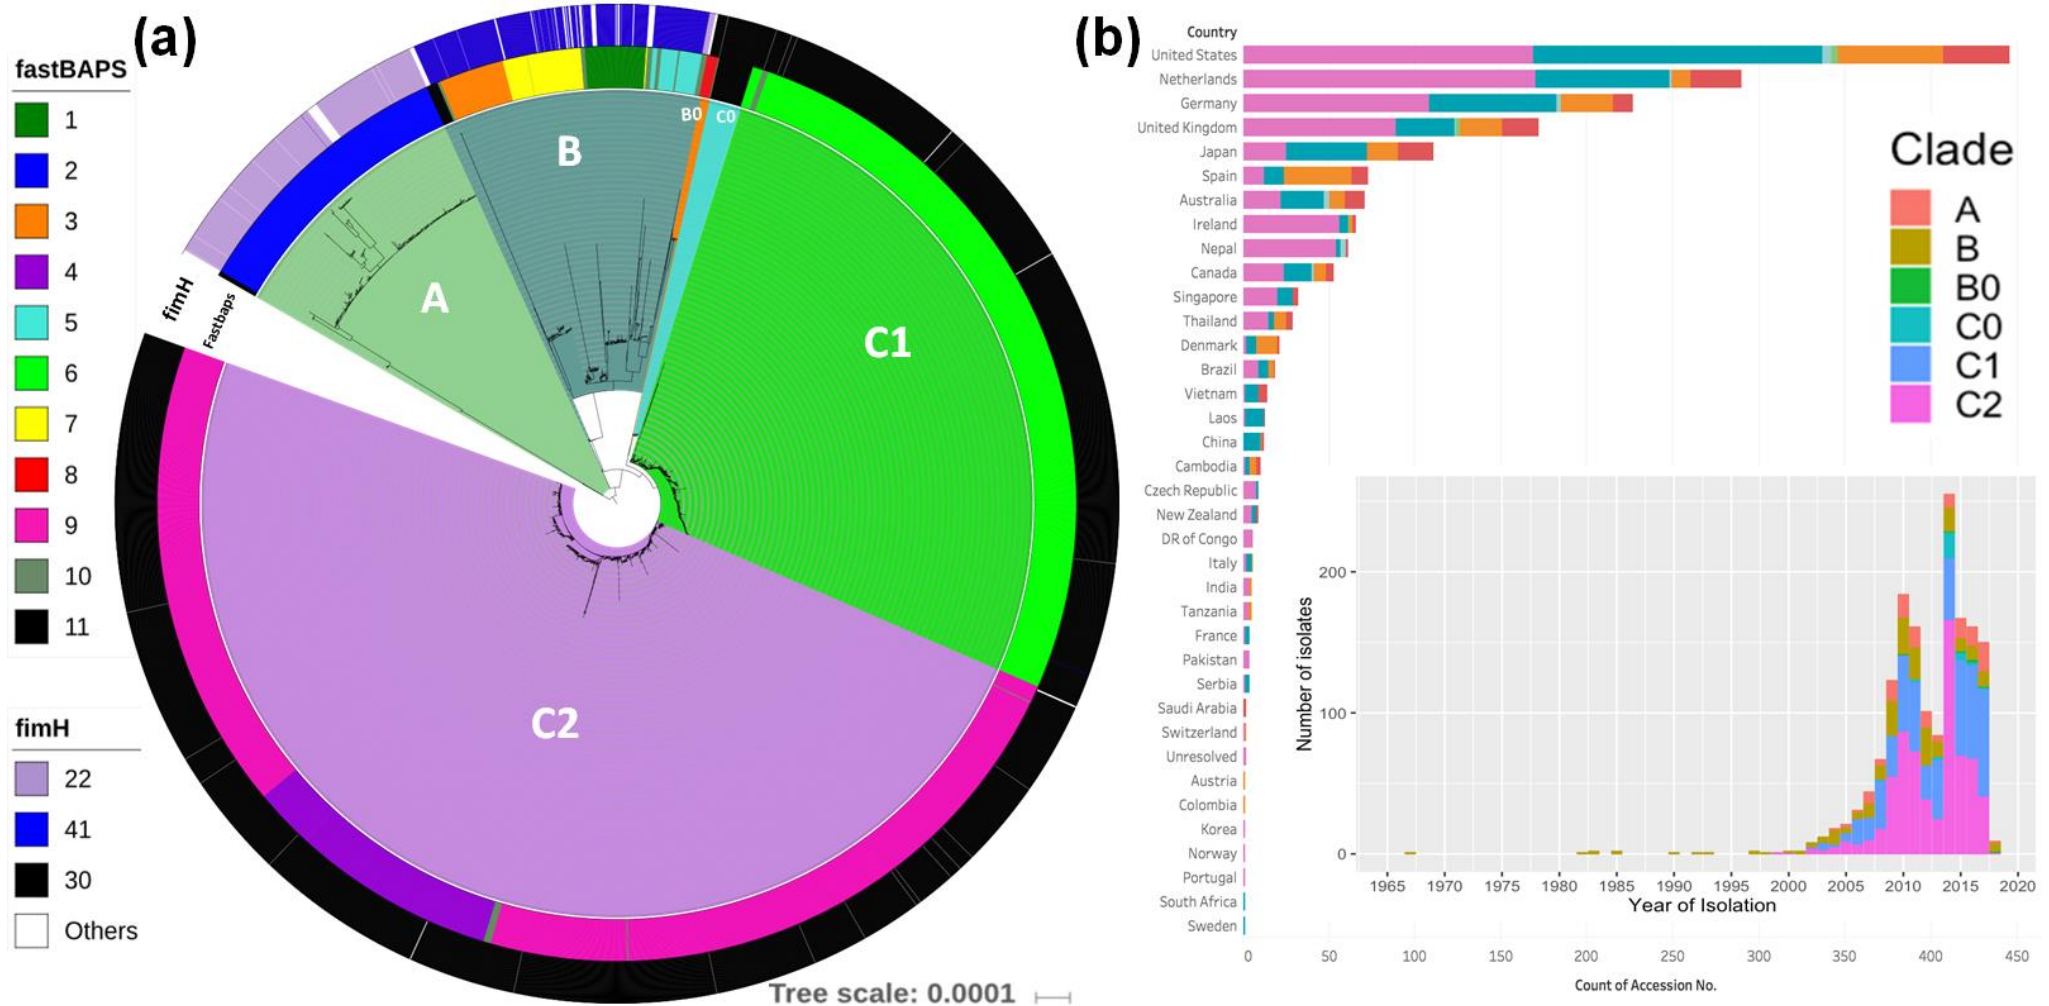 (a)
fastBAPS
1
2
3
4
5
6
7
8
9
10
11
fimH
22
41
30
Others
fimH
Fastbaps
A
B
B0
C0
C1
C2
Tree scale: 0.0001
(b)
Country
United States
Netherlands
Germany
United Kingdom
Japan
Spain
Australia
Ireland
Nepal
Canada
Singapore
Thailand
Denmark
Brazil
Vietnam
Laos
China
Cambodia
Czech Republic
New Zealand
DR of Congo
Italy
India
Tanzania
France
Pakistan
Serbia
Saudi Arabia
Switzerland
Unresolved
Austria
Colombia
Korea
Norway
Portugal
South Africa
Sweden
0 50 100 150 200 250 300 350 400 450
Count of Accession No.
Clade
A
B
B0
C0
C1
C2
Number of isolates
200
100
0
1965 1970 1975 1980 1985 1990 1995 2000 2005 2010 2015 2020
Year of Isolation